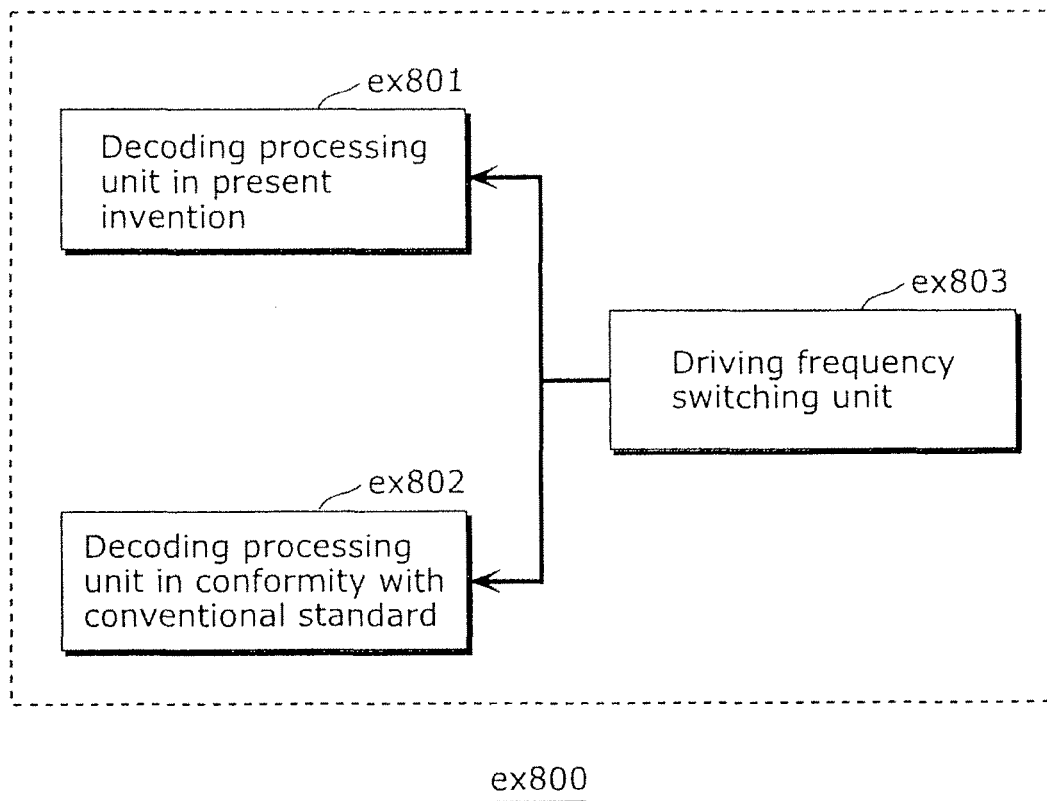 ex801
Decoding processing
unit in present
invention
ex803
Driving frequency
switching unit
ex802
Decoding processing
unit in conformity with
conventional standard
ex800